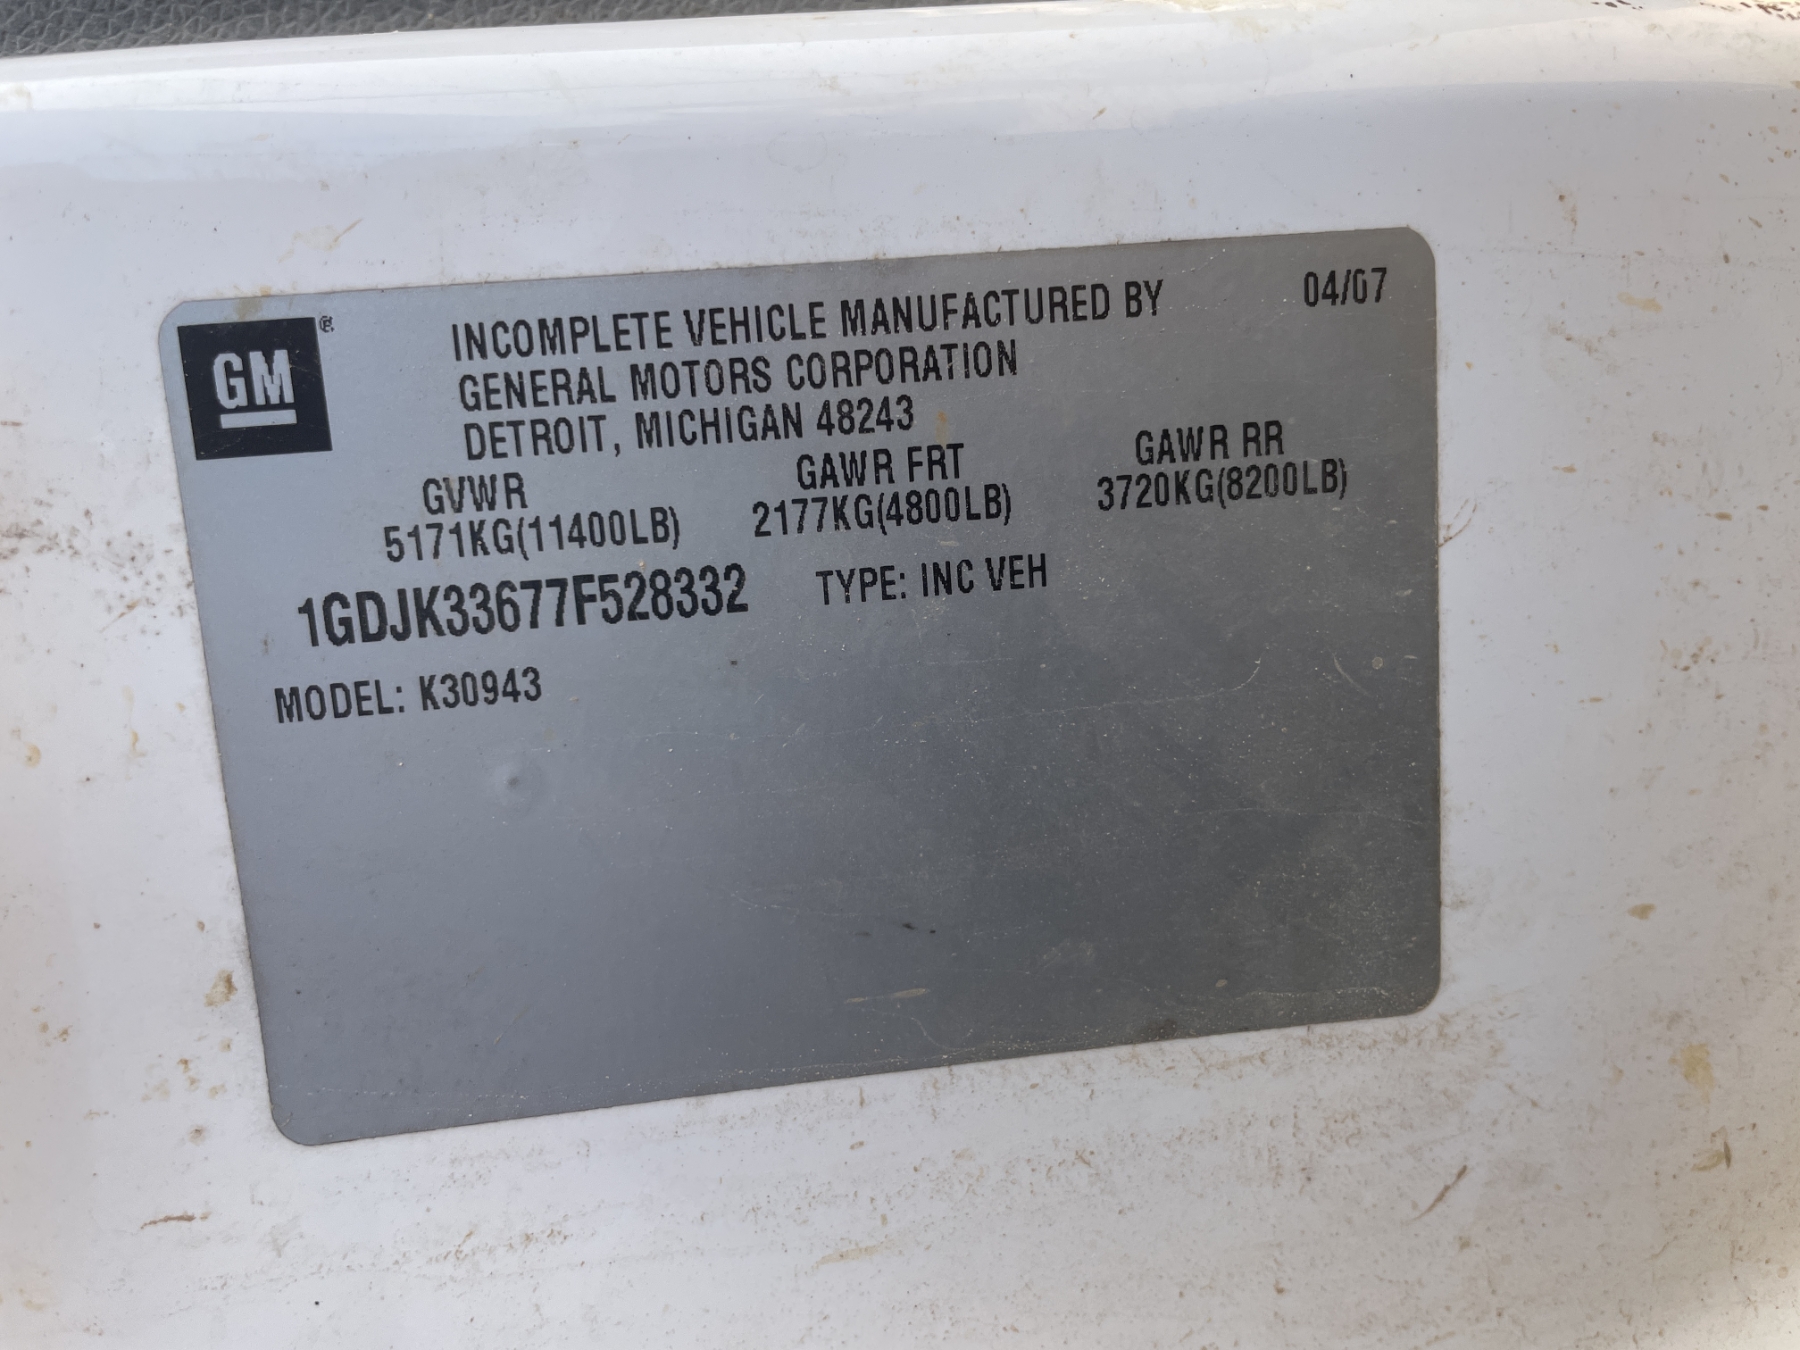 GM®
INCOMPLETE VEHICLE MANUFACTURED BY 04/07
GENERAL MOTORS CORPORATION
DETROIT, MICHIGAN 48243
GVWR GAWR FRT GAWR RR
5171KG(11400LB) 2177KG(4800LB) 3720KG(8200LB)
1GDJK33677F528332 TYPE: INC VEH
MODEL: K30943